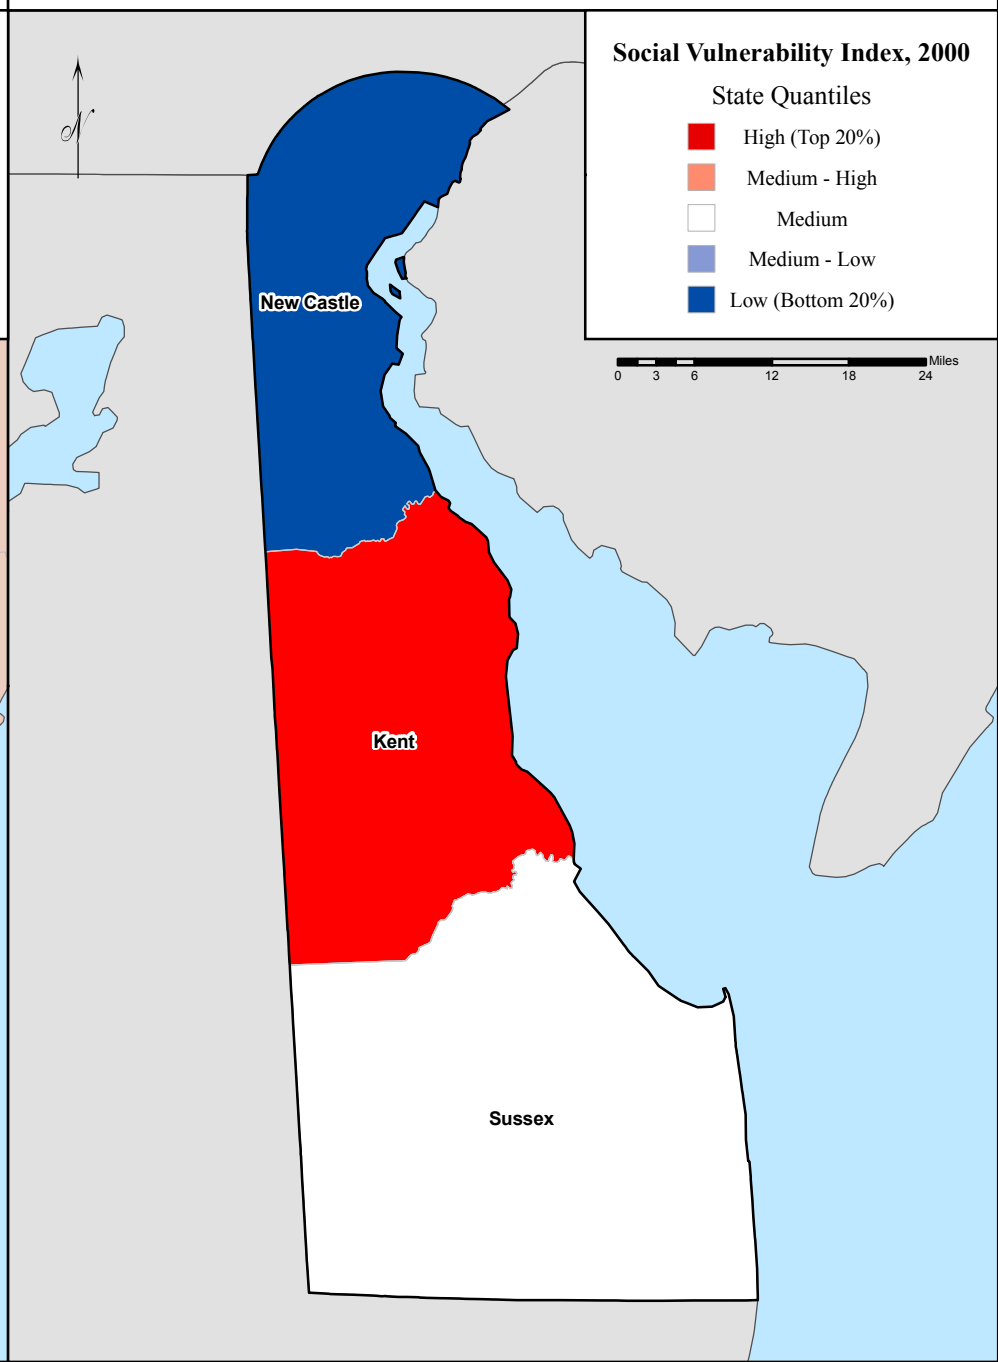 Social Vulnerability Index, 2000
State Quantiles
High (Top 20%)
Medium - High
Medium
Medium - Low
Low (Bottom 20%)
Miles
0 3 6 12 18 24
N
New Castle
Kent
Sussex